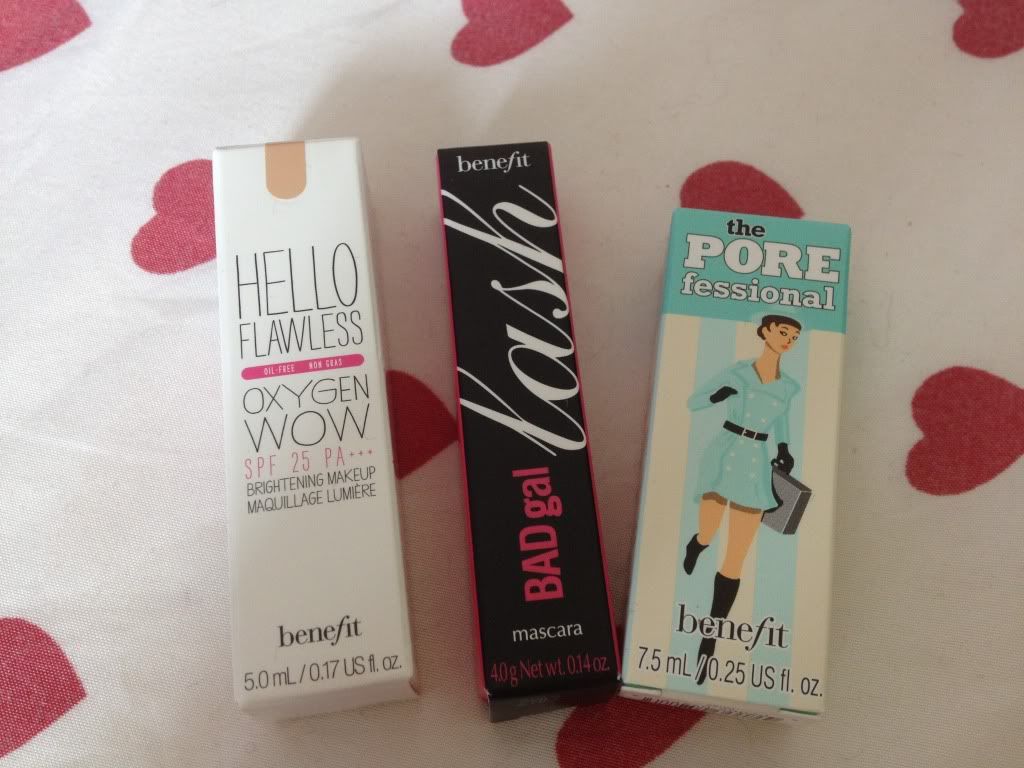 HELLO
FLAWLESS
OIL-FREE NON GRAS
OXYGEN
WOW
SPF 25 PA+++
BRIGHTENING MAKEUP
MAQUILLAGE LUMIÈRE
benefit
5.0 mL / 0.17 US fl. oz.
benefit
BADgal lash
mascara
4.0 g Net wt. 0.14 oz.
the
PORE
fessional
benefit
7.5 mL / 0.25 US fl. oz.